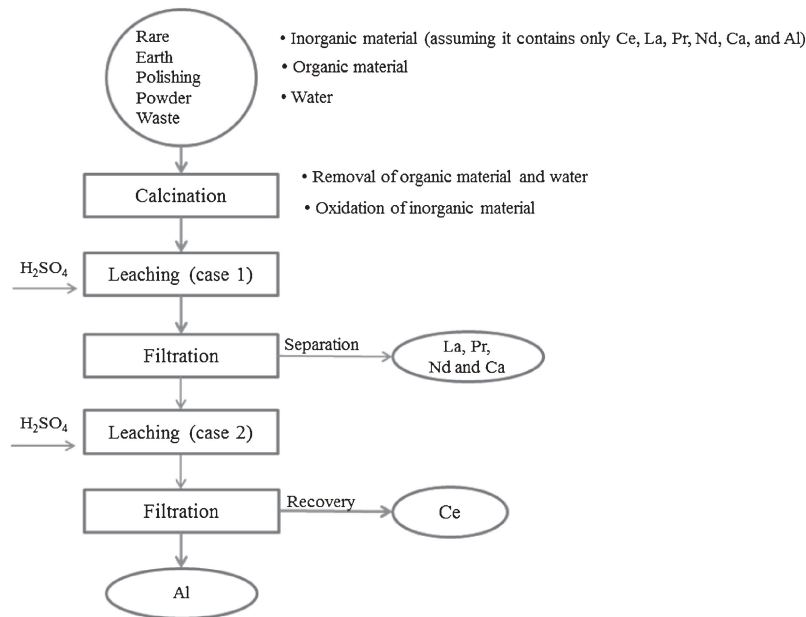 Rare
Earth
Polishing
Powder
Waste
• Inorganic material (assuming it contains only Ce, La, Pr, Nd, Ca, and Al)
• Organic material
• Water
Calcination
• Removal of organic material and water
• Oxidation of inorganic material
H₂SO₄
Leaching (case 1)
Filtration
Separation
La, Pr,
Nd and Ca
H₂SO₄
Leaching (case 2)
Filtration
Recovery
Ce
Al